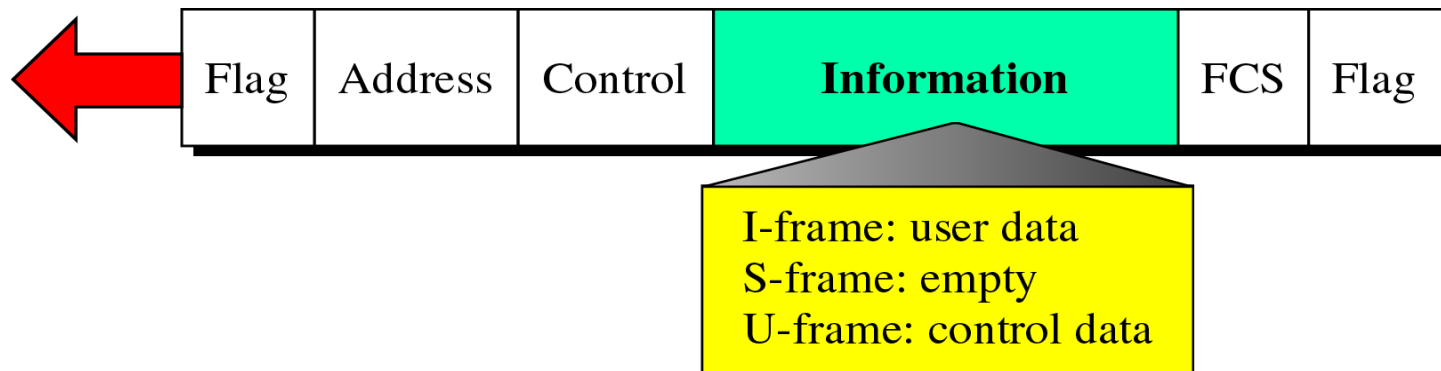 Flag Address Control Information FCS Flag
I-frame: user data
S-frame: empty
U-frame: control data